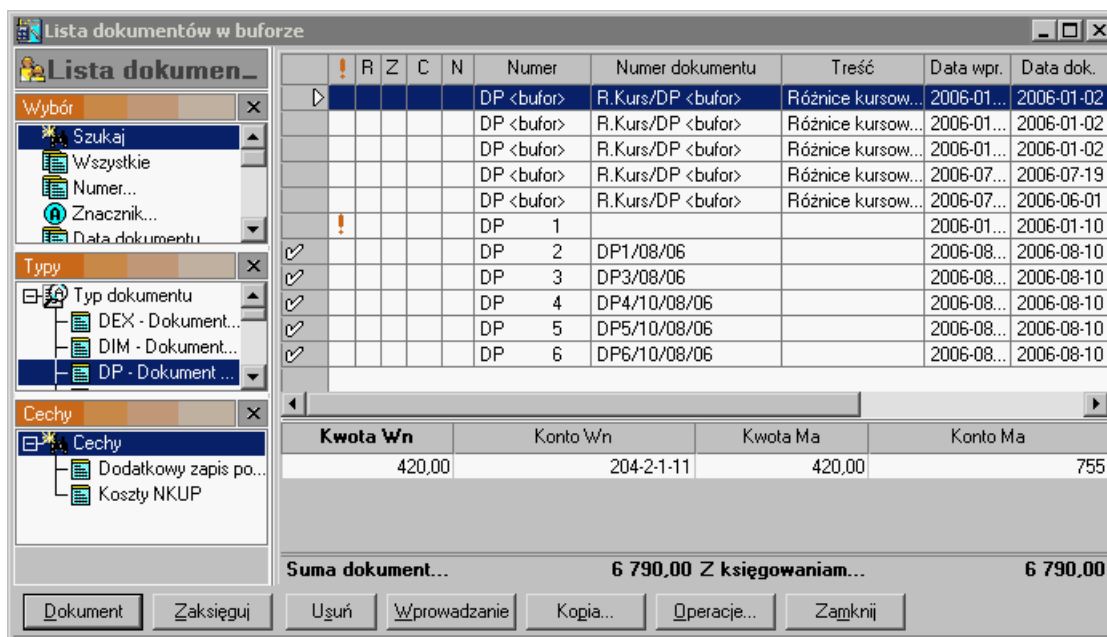 Lista dokumentów w buforze
Lista dokumen...
Wybór
Szukaj
Wszystkie
Numer...
Znacznik...
Data dokumentu
Typy
Typ dokumentu
DEX - Dokument...
DIM - Dokument...
DP - Dokument ...
Cechy
Cechy
Dodatkowy zapis po...
Koszty NKUP
! R Z C N Numer Numer dokumentu Treść Data wpr. Data dok.
DP <bufor> R.Kurs/DP <bufor> Różnice kursow... 2006-01... 2006-01-02
DP <bufor> R.Kurs/DP <bufor> Różnice kursow... 2006-01... 2006-01-02
DP <bufor> R.Kurs/DP <bufor> Różnice kursow... 2006-01... 2006-01-02
DP <bufor> R.Kurs/DP <bufor> Różnice kursow... 2006-07... 2006-07-19
DP <bufor> R.Kurs/DP <bufor> Różnice kursow... 2006-07... 2006-06-01
! DP 1 2006-01... 2006-01-10
DP 2 DP1/08/06 2006-08... 2006-08-10
DP 3 DP3/08/06 2006-08... 2006-08-10
DP 4 DP4/10/08/06 2006-08... 2006-08-10
DP 5 DP5/10/08/06 2006-08... 2006-08-10
DP 6 DP6/10/08/06 2006-08... 2006-08-10
Kwota Wn Konto Wn Kwota Ma Konto Ma
420,00 204-2-1-11 420,00 755
Suma dokument... 6 790,00 Z księgowaniam... 6 790,00
Dokument Zaksięguj Usuń Wprowadzanie Kopia... Operacje... Zamknij